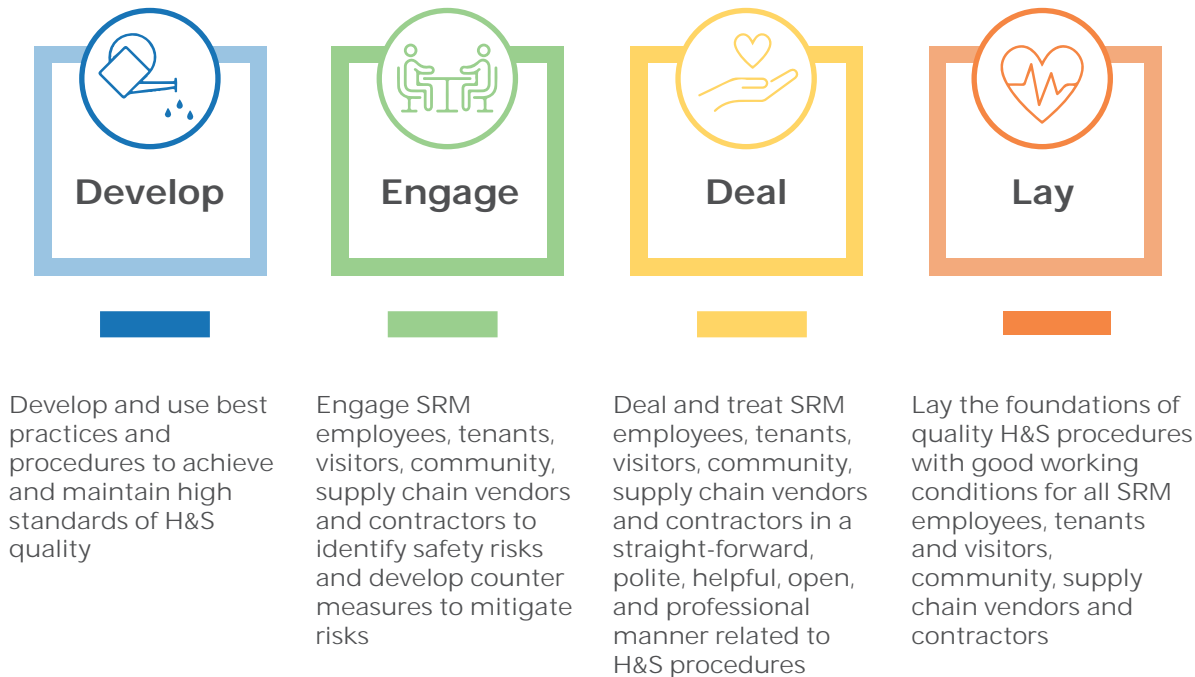 Develop
Engage
Deal
Lay
Develop and use best
practices and
procedures to achieve
and maintain high
standards of H&S
quality
Engage SRM
employees, tenants,
visitors, community,
supply chain vendors
and contractors to
identify safety risks
and develop counter
measures to mitigate
risks
Deal and treat SRM
employees, tenants,
visitors, community,
supply chain vendors
and contractors in a
straight-forward,
polite, helpful, open,
and professional
manner related to
H&S procedures
Lay the foundations of
quality H&S procedures
with good working
conditions for all SRM
employees, tenants
and visitors,
community, supply
chain vendors and
contractors